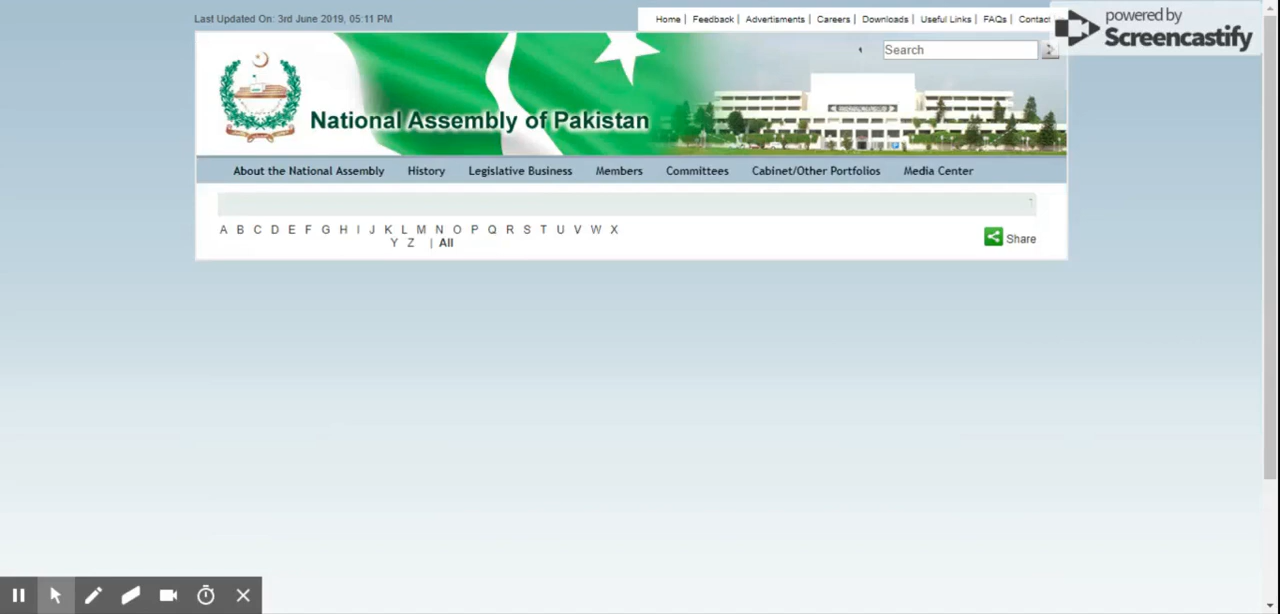 Last Updated On: 3rd June 2019, 05:11 PM
Home | Feedback | Advertisments | Careers | Downloads | Useful Links | FAQs | Contact
powered by
Screencastify
Search
National Assembly of Pakistan
About the National Assembly History Legislative Business Members Committees Cabinet/Other Portfolios Media Center
A B C D E F G H I J K L M N O P Q R S T U V W X
Y Z | All
Share